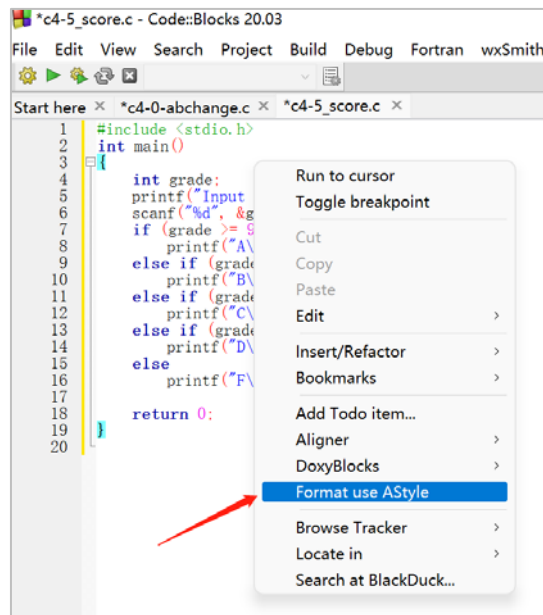 *c4-5_score.c - Code::Blocks 20.03
File Edit View Search Project Build Debug Fortran wxSmith
Start here × *c4-0-abchange.c × *c4-5_score.c ×
1 #include <stdio.h>
2 int main()
3 {
4 int grade;
5 printf("Input
6 scanf("%d", &g
7 if (grade >= 9
8 printf("A\
9 else if (grade
10 printf("B\
11 else if (grade
12 printf("C\
13 else if (grade
14 printf("D\
15 else
16 printf("F\
17
18 return 0;
19 }
20
Run to cursor
Toggle breakpoint
Cut
Copy
Paste
Edit >
Insert/Refactor >
Bookmarks >
Add Todo item...
Aligner >
DoxyBlocks >
Format use AStyle
Browse Tracker >
Locate in >
Search at BlackDuck...